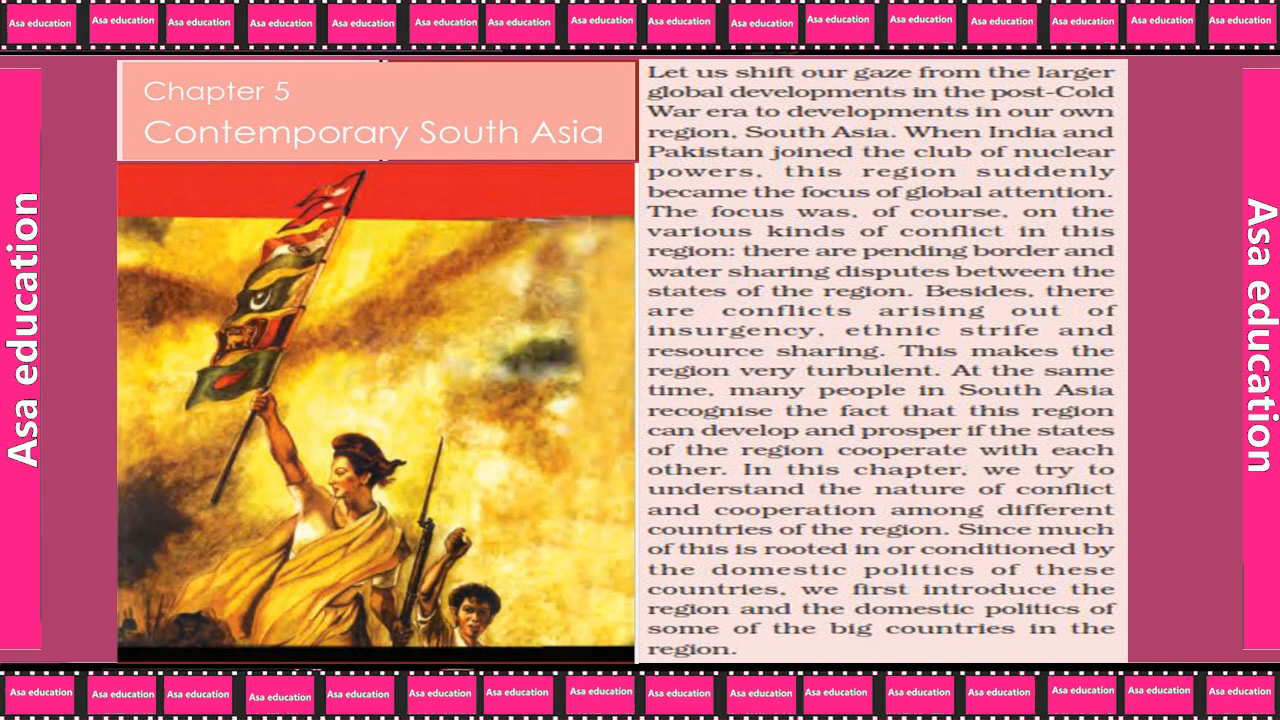 Asa education Asa education Asa education Asa education Asa education Asa education Asa education Asa education Asa education Asa education Asa education Asa education Asa education Asa education Asa education Asa education
Asa education
Chapter 5
Contemporary South Asia
Let us shift our gaze from the larger
global developments in the post-Cold
War era to developments in our own
region, South Asia. When India and
Pakistan joined the club of nuclear
powers, this region suddenly
became the focus of global attention.
The focus was, of course, on the
various kinds of conflict in this
region: there are pending border and
water sharing disputes between the
states of the region. Besides, there
are conflicts arising out of
insurgency, ethnic strife and
resource sharing. This makes the
region very turbulent. At the same
time, many people in South Asia
recognise the fact that this region
can develop and prosper if the states
of the region cooperate with each
other. In this chapter, we try to
understand the nature of conflict
and cooperation among different
countries of the region. Since much
of this is rooted in or conditioned by
the domestic politics of these
countries, we first introduce the
region and the domestic politics of
some of the big countries in the
region.
Asa education
Asa education Asa education Asa education Asa education Asa education Asa education Asa education Asa education Asa education Asa education Asa education Asa education Asa education Asa education Asa education Asa education